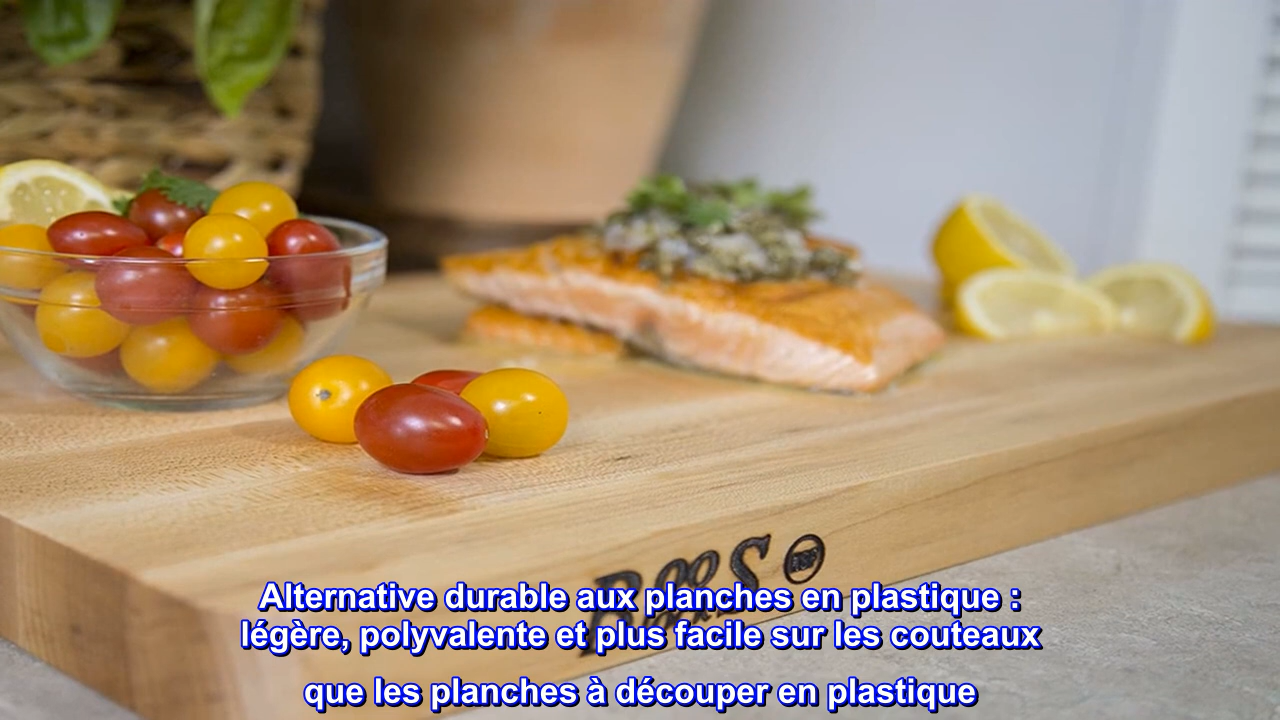 Boos
Alternative durable aux planches en plastique :
légère, polyvalente et plus facile sur les couteaux
que les planches à découper en plastique